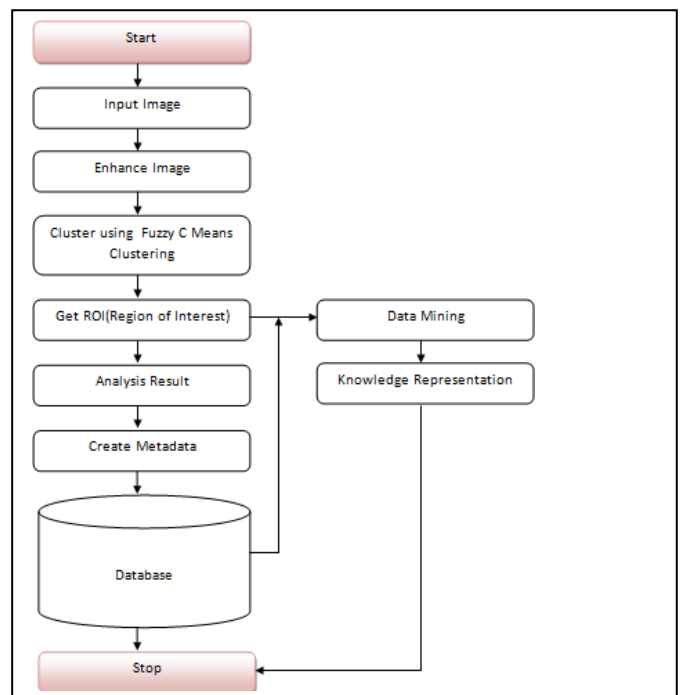 Start
Input Image
Enhance Image
Cluster using Fuzzy C Means
Clustering
Get ROI(Region of Interest)
Data Mining
Analysis Result
Knowledge Representation
Create Metadata
Database
Stop